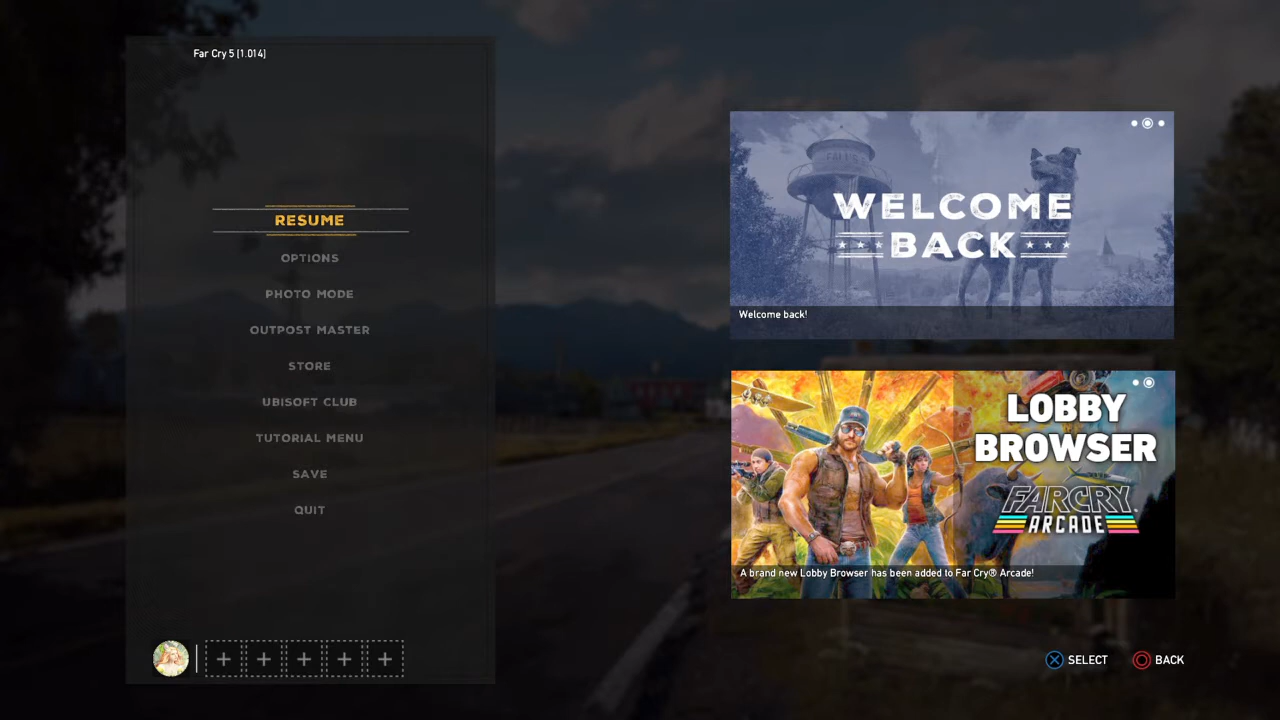 Far Cry 5 [1.014]
RESUME
OPTIONS
PHOTO MODE
OUTPOST MASTER
STORE
UBISOFT CLUB
TUTORIAL MENU
SAVE
QUIT
FALL'S
WELCOME
BACK
Welcome back!
LOBBY
BROWSER
FARCRY
ARCADE
A brand new Lobby Browser has been added to Far Cry® Arcade!
SELECT
BACK